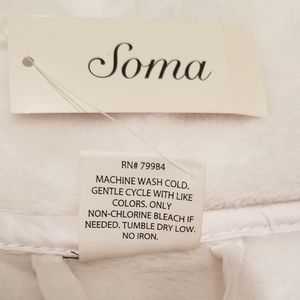 Soma
RN# 79984
MACHINE WASH COLD.
GENTLE CYCLE WITH LIKE
COLORS. ONLY
NON-CHLORINE BLEACH IF
NEEDED. TUMBLE DRY LOW.
NO IRON.